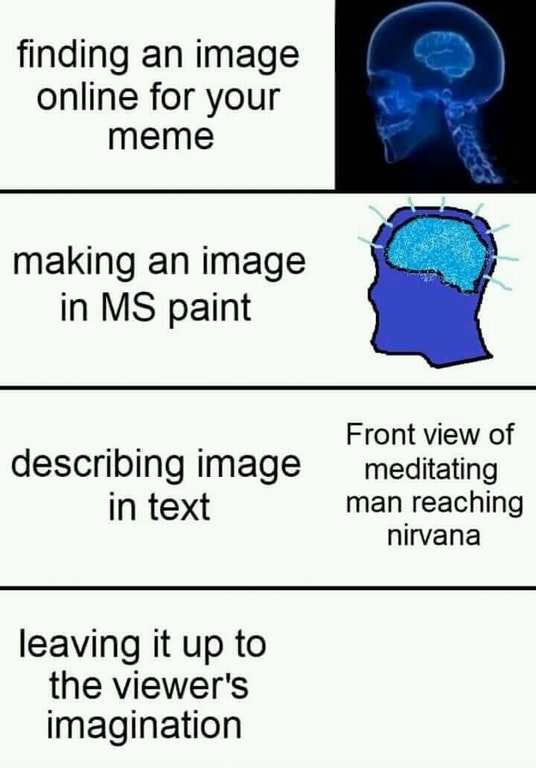 finding an image
online for your
meme
making an image
in MS paint
describing image
in text
Front view of
meditating
man reaching
nirvana
leaving it up to
the viewer's
imagination